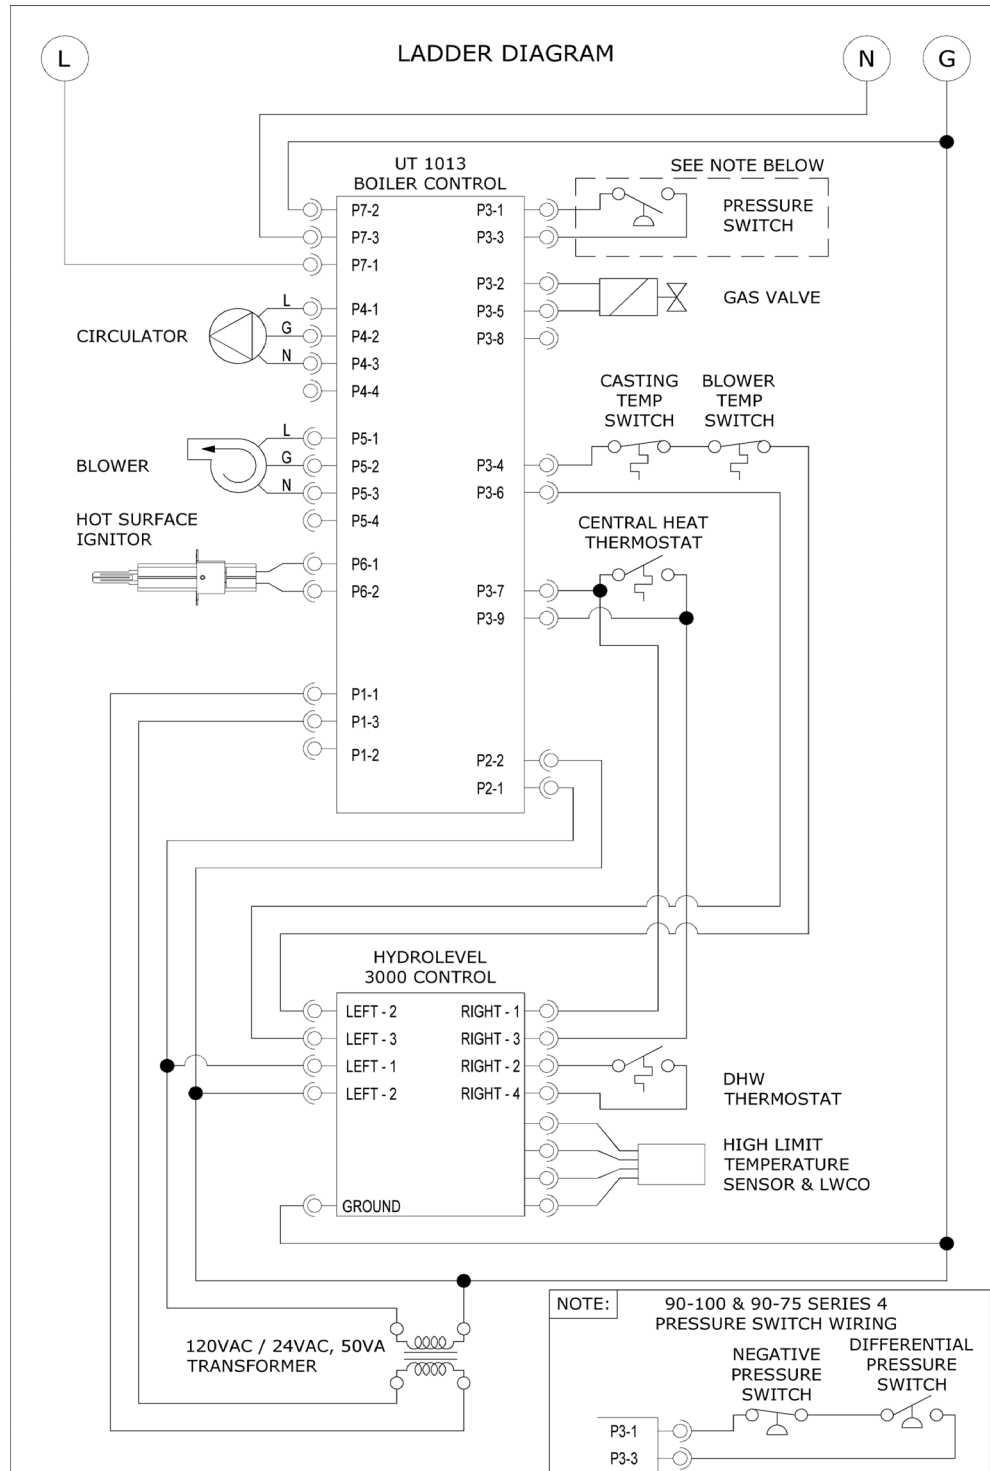 L
LADDER DIAGRAM
N
G
UT 1013
BOILER CONTROL
SEE NOTE BELOW
P7-2
P7-3
P7-1
P3-1
P3-3
PRESSURE
SWITCH
P3-2
P3-5
P3-8
GAS VALVE
CIRCULATOR
L
G
N
P4-1
P4-2
P4-3
P4-4
CASTING
TEMP
SWITCH
BLOWER
TEMP
SWITCH
BLOWER
L
G
N
P5-1
P5-2
P5-3
P5-4
P3-4
P3-6
HOT SURFACE
IGNITOR
P6-1
P6-2
CENTRAL HEAT
THERMOSTAT
P3-7
P3-9
P1-1
P1-3
P1-2
P2-2
P2-1
HYDROLEVEL
3000 CONTROL
LEFT - 2
LEFT - 3
LEFT - 1
LEFT - 2
RIGHT - 1
RIGHT - 3
RIGHT - 2
RIGHT - 4
DHW
THERMOSTAT
HIGH LIMIT
TEMPERATURE
SENSOR & LWCO
GROUND
120VAC / 24VAC, 50VA
TRANSFORMER
NOTE:
90-100 & 90-75 SERIES 4
PRESSURE SWITCH WIRING
NEGATIVE
PRESSURE
SWITCH
DIFFERENTIAL
PRESSURE
SWITCH
P3-1
P3-3